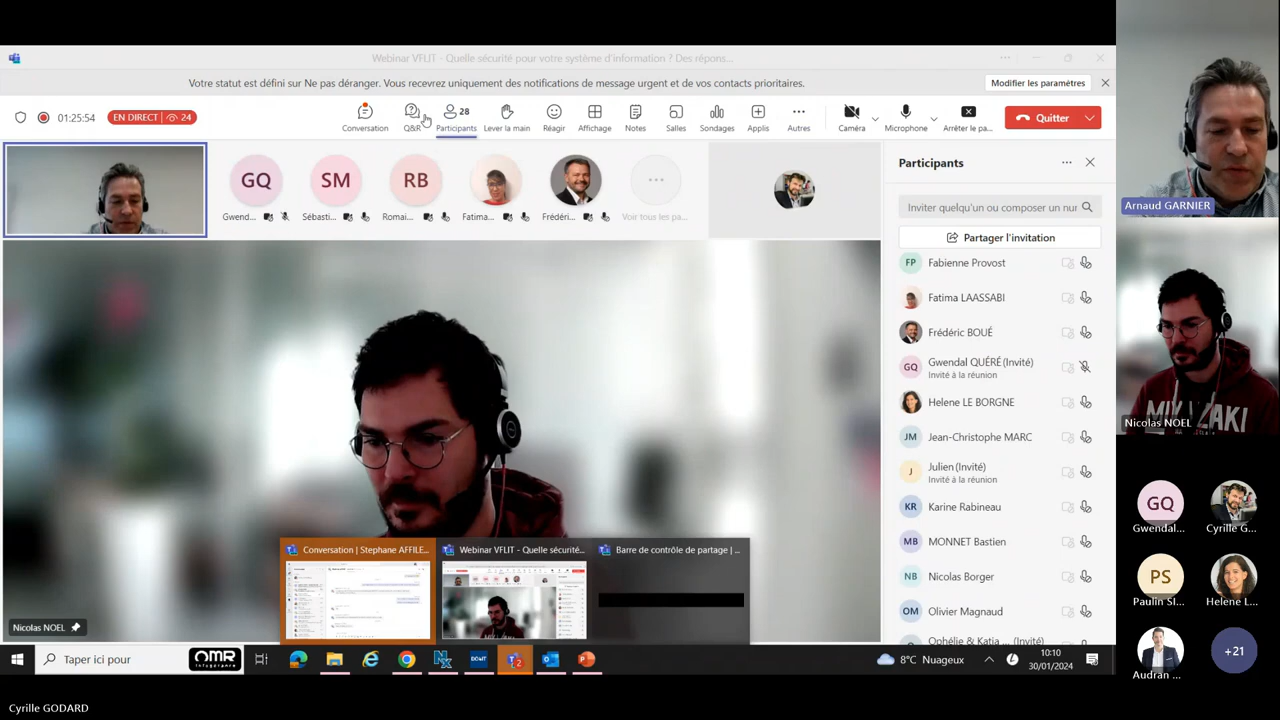 Webinar VFLIT - Quelle sécurité pour votre système d'information ? Des répons...
Votre statut est défini sur Ne pas déranger. Vous recevrez uniquement des notifications de message urgent et de vos contacts prioritaires.
Modifier les paramètres
01:25:54
EN DIRECT
24
Conversation
Q&R
28
Participants
Lever la main
Réagir
Affichage
Notes
Salles
Sondages
Applis
Autres
Caméra
Microphone
Arrêter le pa...
Quitter
GQ
Gwend...
SM
Sébasti...
RB
Romai...
Fatima...
Frédéri...
Voir tous les pa...
Participants
Inviter quelqu'un ou composer un nur
Partager l'invitation
FP
Fabienne Provost
Fatima LAASSABI
Frédéric BOUÉ
GQ
Gwendal QUÉRÉ (Invité)
Invité à la réunion
Helene LE BORGNE
JM
Jean-Christophe MARC
J
Julien (Invité)
Invité à la réunion
KR
Karine Rabineau
MB
MONNET Bastien
NB
Nicolas Borger
OM
Olivier Magnaud
Ophélie & Katia ... (Invité)
Nicolas NOEL
Conversation | Stephane AFFILE...
Webinar VFLIT - Quelle sécurité...
Barre de contrôle de partage | ...
Taper ici pour
OMR
Infogérance
DCMT
8°C Nuageux
10:10
30/01/2024
Arnaud GARNIER
MIYAZAKI
Nicolas NOEL
GQ
Gwendal...
Cyrille G...
PS
Paulin SI...
Helene L...
Audran ...
+21
Cyrille GODARD